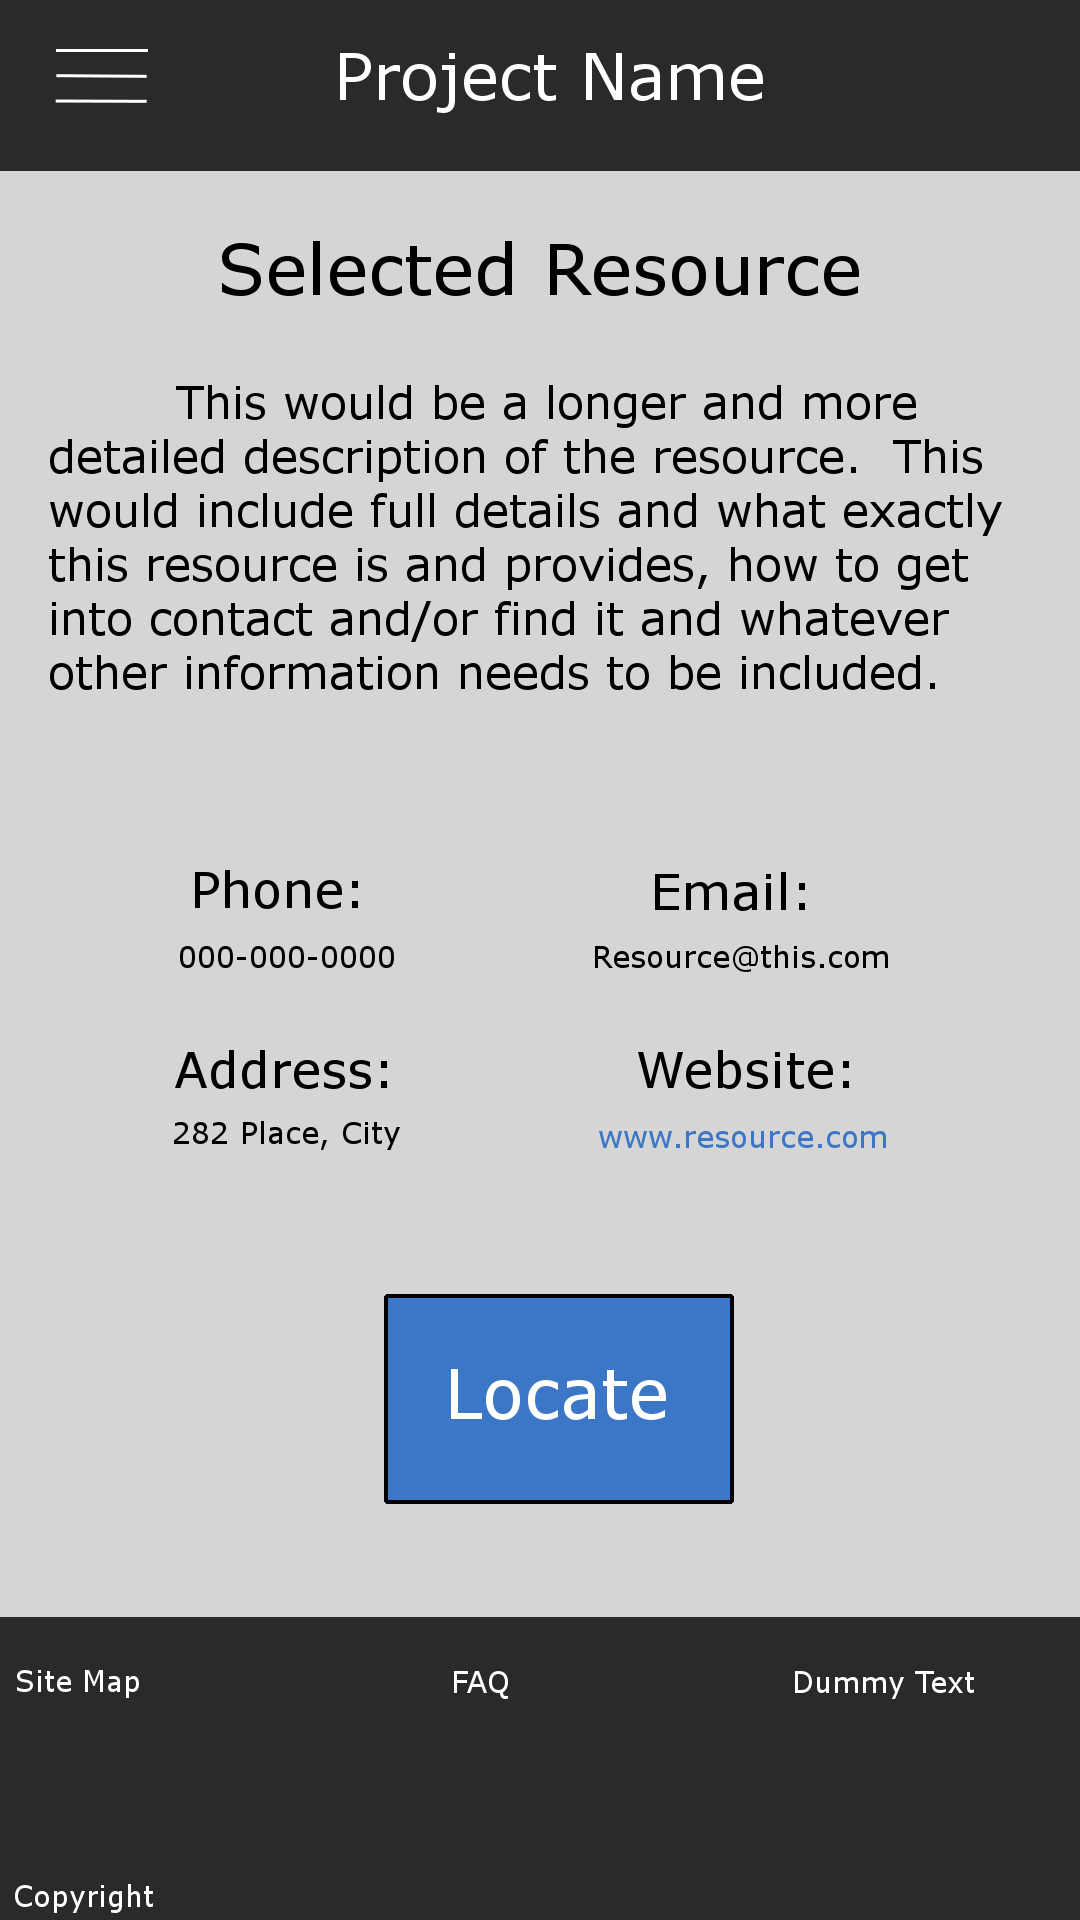 Project Name
Selected Resource
This would be a longer and more
detailed description of the resource.  This
would include full details and what exactly
this resource is and provides, how to get
into contact and/or find it and whatever
other information needs to be included.
Phone:
000-000-0000
Email:
Resource@this.com
Address:
282 Place, City
Website:
www.resource.com
Locate
Site Map
FAQ
Dummy Text
Copyright